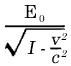 E₀
√I - v²
c²